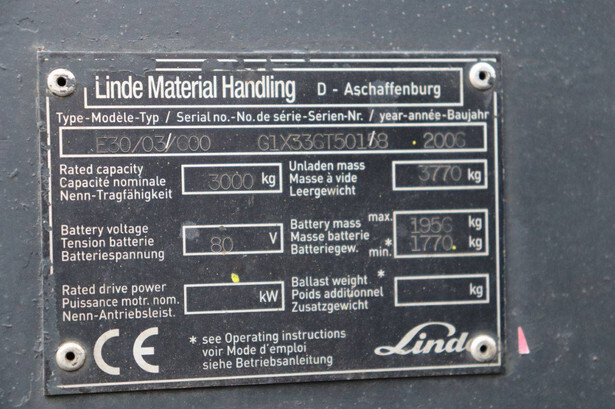 Linde Material Handling D - Aschaffenburg
Type-Modèle-Typ / Serial no.-No. de série-Serien-Nr. / year-année-Baujahr
E30/03/600 G1X336T50168 2006
Rated capacity
Capacité nominale
Nenn-Tragfähigkeit
3000 kg
Unladen mass
Masse à vide
Leergewicht
3770 kg
Battery voltage
Tension batterie
Batteriespannung
80 V
Battery mass
Masse batterie
Batteriegew.
max. 1956 kg
* min. 1770 kg
Rated drive power
Puissance motr. nom.
Nenn-Antriebsleist.
kW
Ballast weight *
Poids additionnel
Zusatzgewicht
kg
CE
* see Operating instructions
voir Mode d'emploi
siehe Betriebsanleitung
Linde